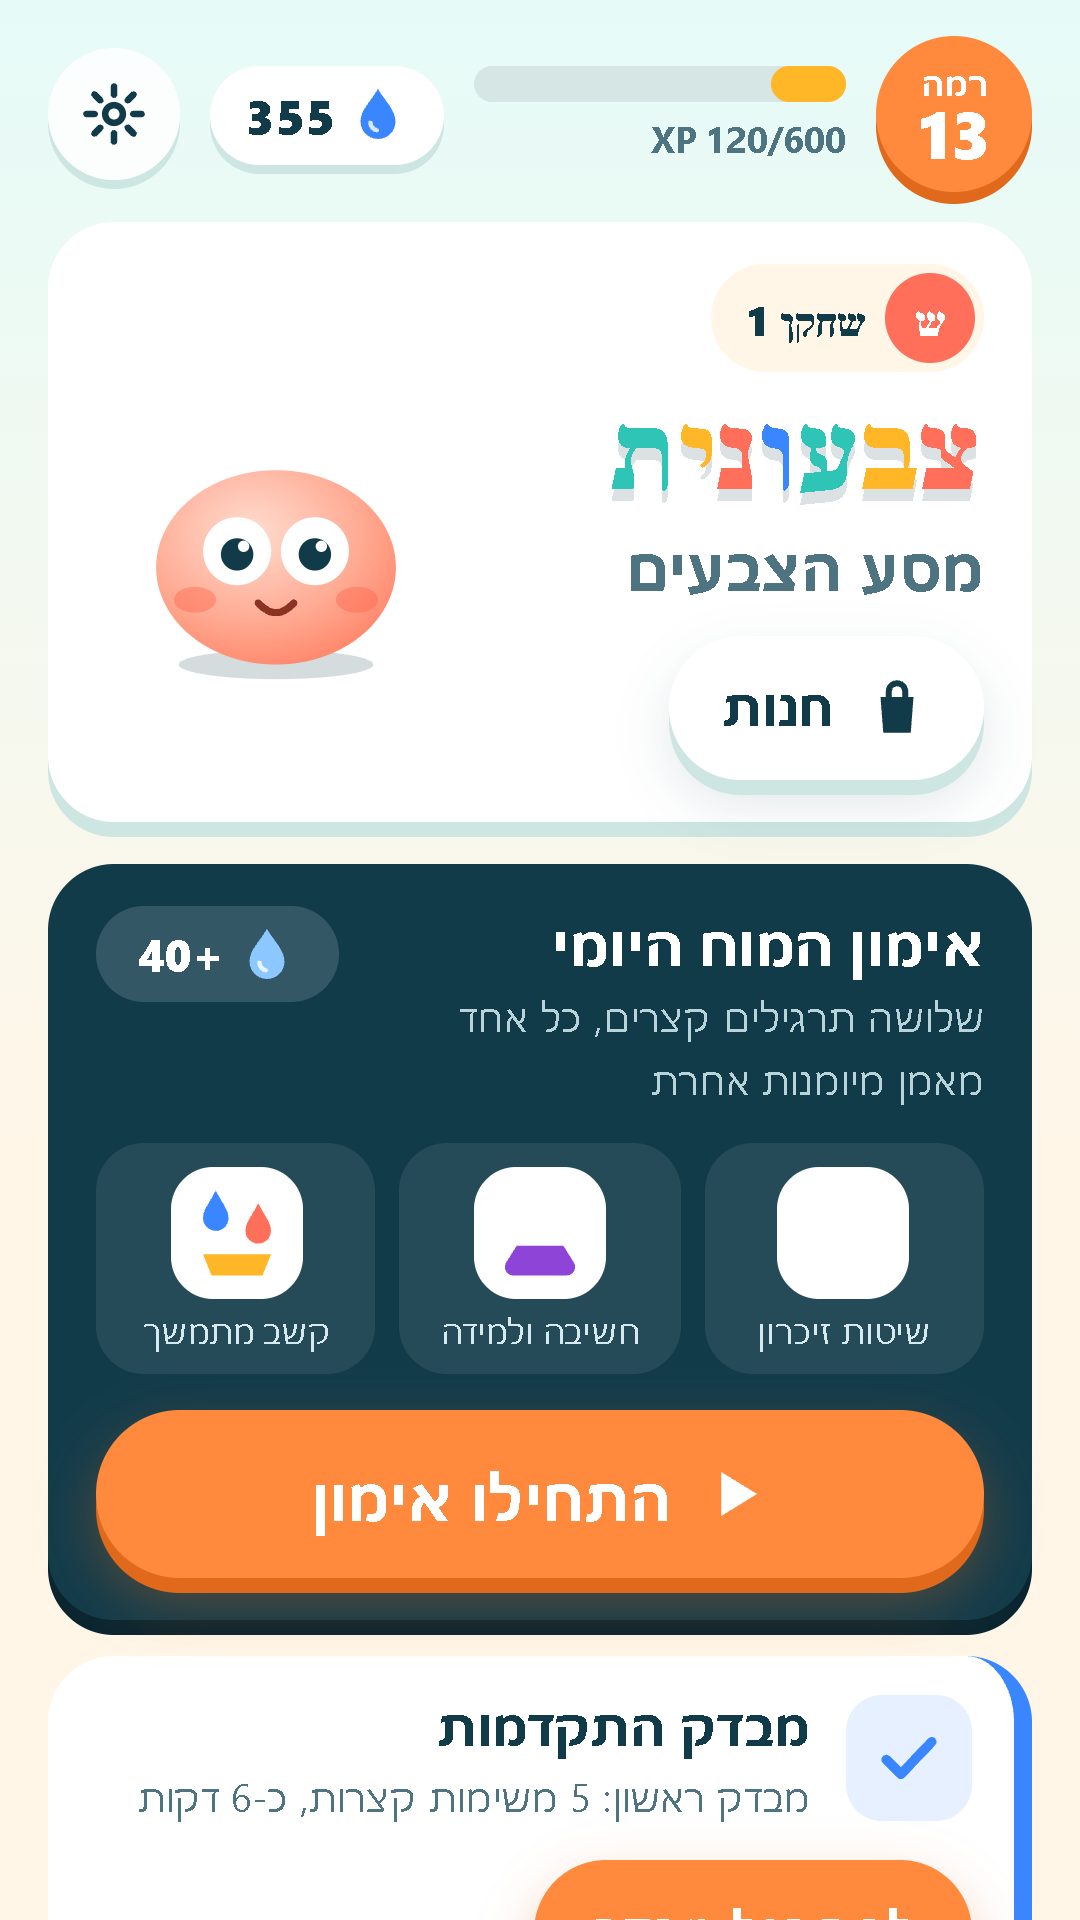 רמה
13
XP 120/600
355
ש
שחקן 1
צבעונית
מסע הצבעים
חנות
אימון המוח היומי
+40
שלושה תרגילים קצרים, כל אחד
מאמן מיומנות אחרת
שיטות זיכרון
חשיבה ולמידה
קשב מתמשך
התחילו אימון
מבדק התקדמות
מבדק ראשון: 5 משימות קצרות, כ-6 דקות